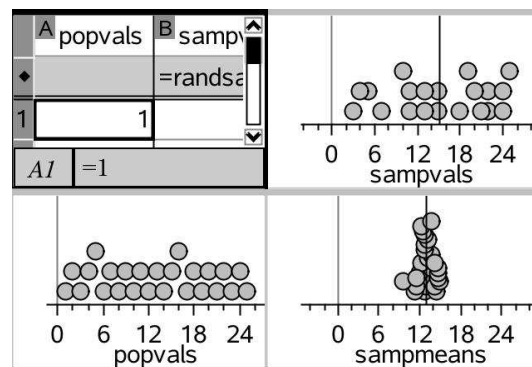 A popvals B sampv
◆ =randsa
1 1
A1 =1
0 6 12 18 24
sampvals
0 6 12 18 24
popvals
0 6 12 18 24
sampmeans